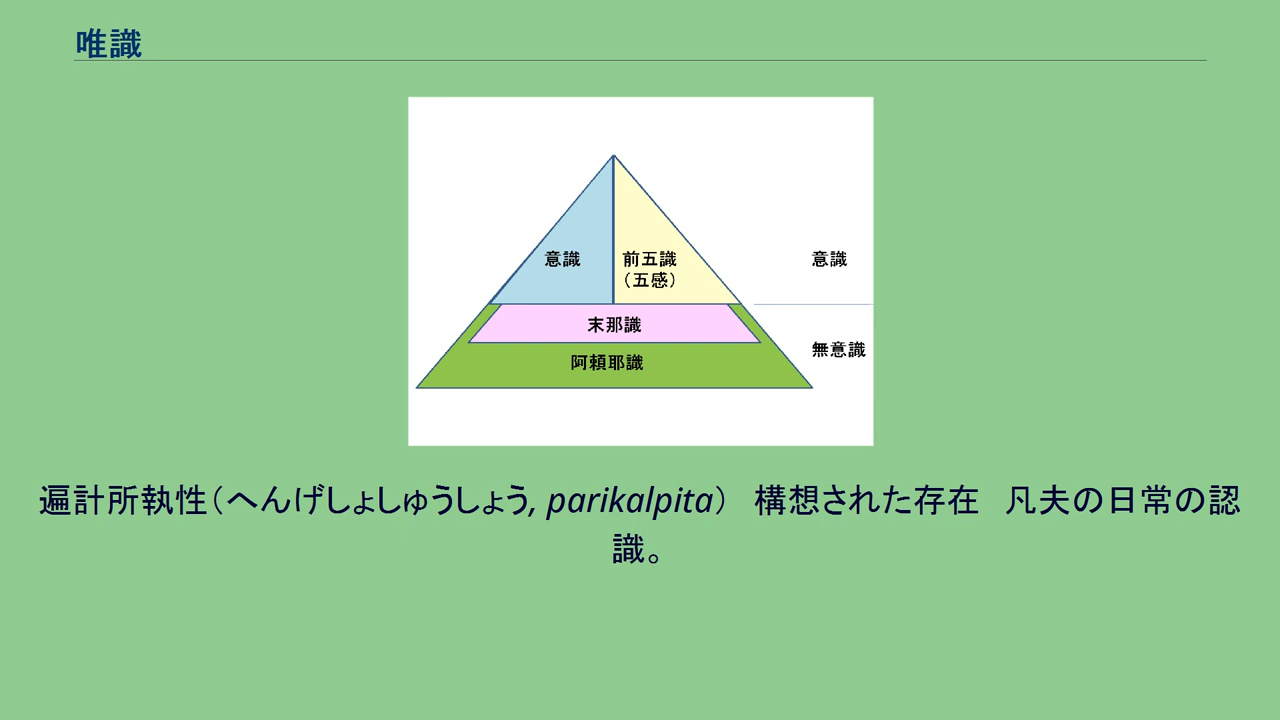 唯識
意識
前五識
（五感）
意識
末那識
無意識
阿頼耶識
遍計所執性（へんげしょしゅうしょう, parikalpita）　構想された存在　凡夫の日常の認
識。